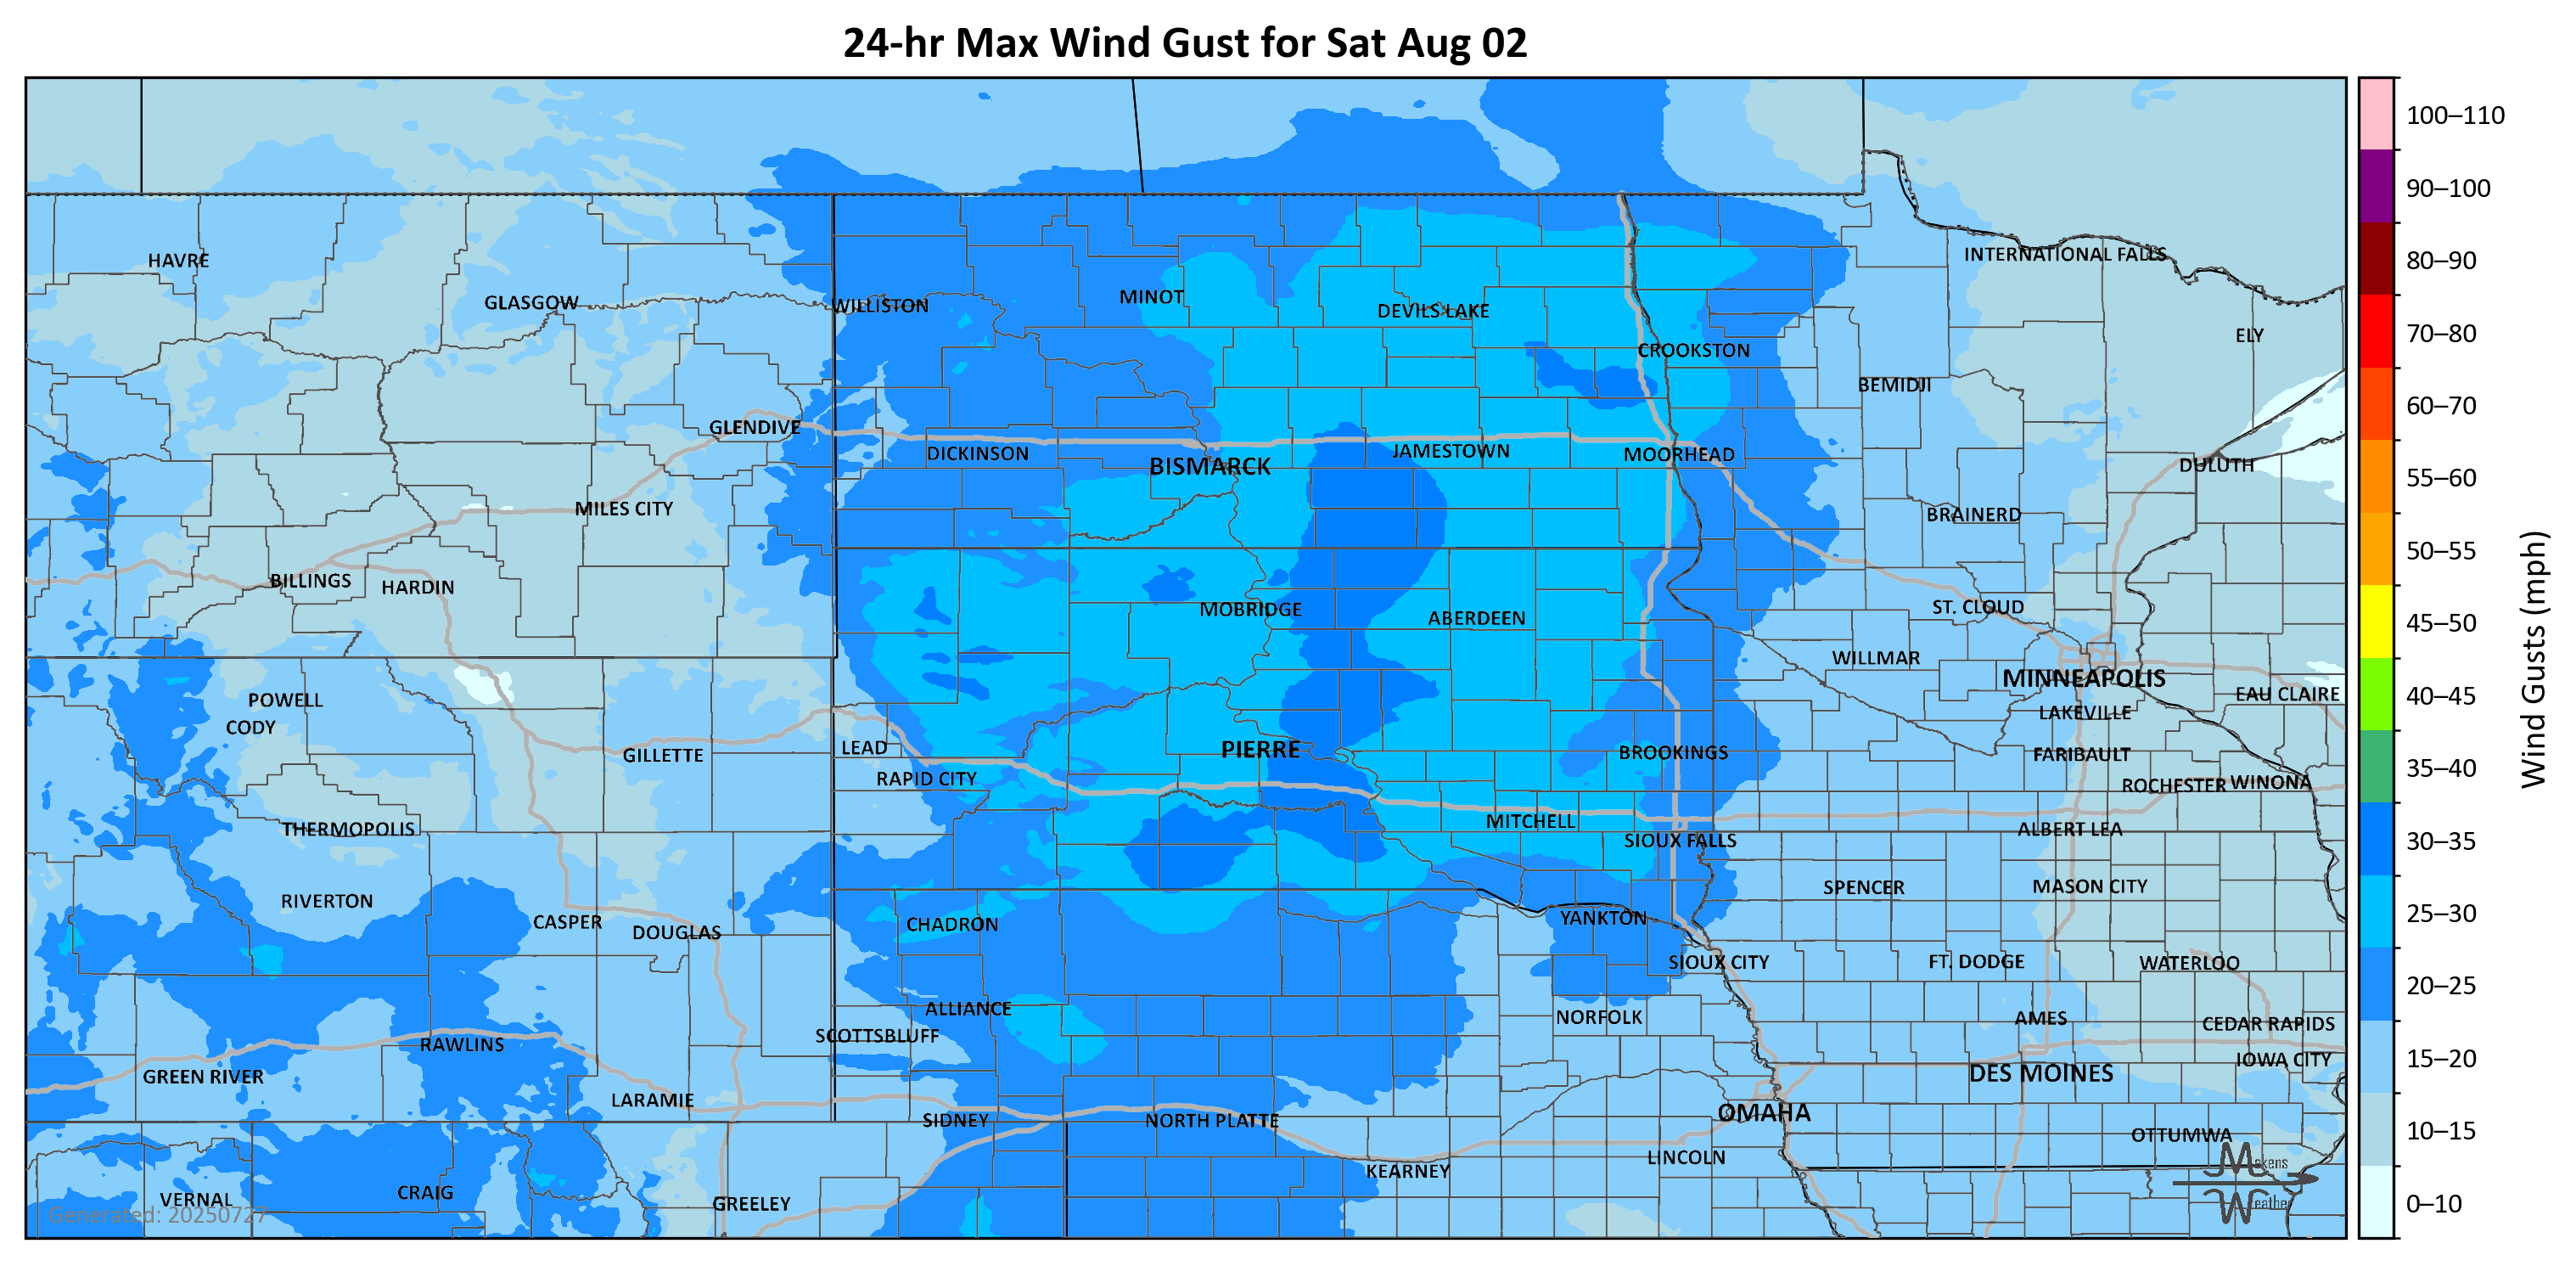 24-hr Max Wind Gust for Sat Aug 02
100–110
90–100
80–90
70–80
60–70
55–60
50–55
45–50
40–45
35–40
30–35
25–30
20–25
15–20
10–15
0–10
Wind Gusts (mph)
HAVRE
INTERNATIONAL FALLS
GLASGOW
WILLISTON
MINOT
DEVILS LAKE
ELY
CROOKSTON
BEMIDJI
GLENDIVE
DICKINSON
BISMARCK
JAMESTOWN
MOORHEAD
DULUTH
MILES CITY
BRAINERD
BILLINGS
HARDIN
MOBRIDGE
ABERDEEN
ST. CLOUD
WILLMAR
MINNEAPOLIS
EAU CLAIRE
POWELL
CODY
LAKEVILLE
GILLETTE
LEAD
PIERRE
BROOKINGS
FARIBAULT
RAPID CITY
ROCHESTER
WINONA
THERMOPOLIS
MITCHELL
SIOUX FALLS
ALBERT LEA
RIVERTON
SPENCER
MASON CITY
CASPER
DOUGLAS
CHADRON
YANKTON
SIOUX CITY
FT. DODGE
WATERLOO
ALLIANCE
SCOTTSBLUFF
NORFOLK
AMES
CEDAR RAPIDS
RAWLINS
IOWA CITY
GREEN RIVER
DES MOINES
LARAMIE
SIDNEY
NORTH PLATTE
OMAHA
OTTUMWA
KEARNEY
LINCOLN
VERNAL
CRAIG
GREELEY
Generated: 20250727
Makens
Weather